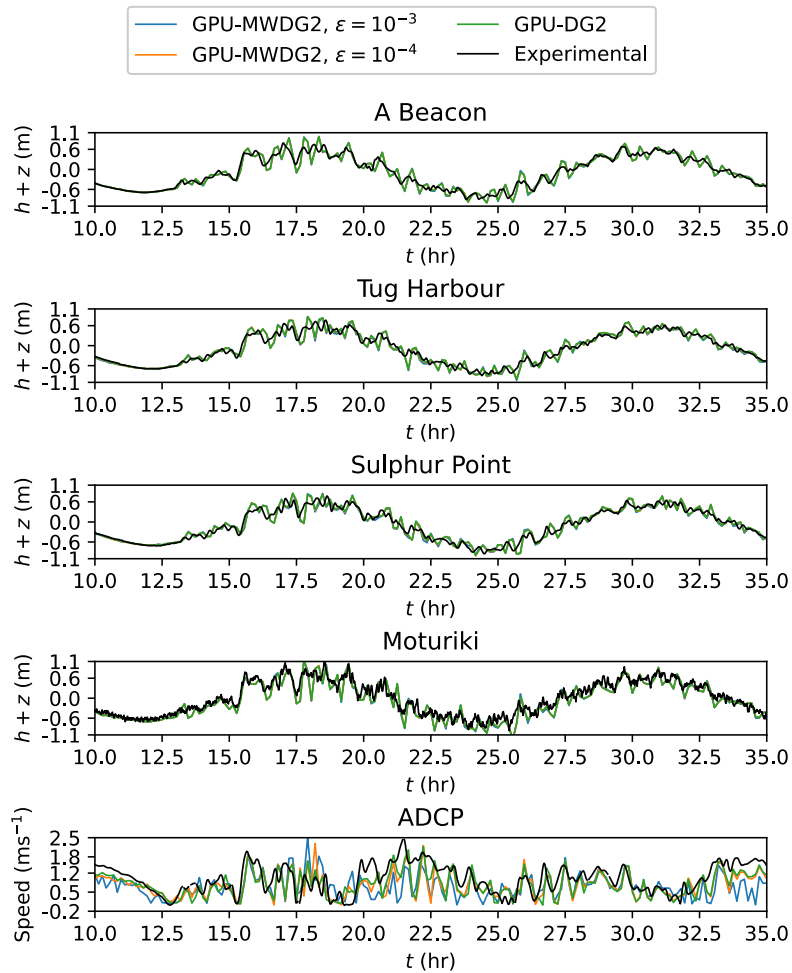 GPU-MWDG2, ε = 10⁻³ GPU-DG2
GPU-MWDG2, ε = 10⁻⁴ Experimental
A Beacon
h + z (m)
1.1
0.6
0.0
-0.6
-1.1
10.0 12.5 15.0 17.5 20.0 22.5 25.0 27.5 30.0 32.5 35.0
t (hr)
Tug Harbour
h + z (m)
1.1
0.6
0.0
-0.6
-1.1
10.0 12.5 15.0 17.5 20.0 22.5 25.0 27.5 30.0 32.5 35.0
t (hr)
Sulphur Point
h + z (m)
1.1
0.6
0.0
-0.6
-1.1
10.0 12.5 15.0 17.5 20.0 22.5 25.0 27.5 30.0 32.5 35.0
t (hr)
Moturiki
h + z (m)
1.1
0.6
0.0
-0.6
-1.1
10.0 12.5 15.0 17.5 20.0 22.5 25.0 27.5 30.0 32.5 35.0
t (hr)
ADCP
Speed (ms⁻¹)
2.5
1.8
1.2
0.5
-0.2
10.0 12.5 15.0 17.5 20.0 22.5 25.0 27.5 30.0 32.5 35.0
t (hr)